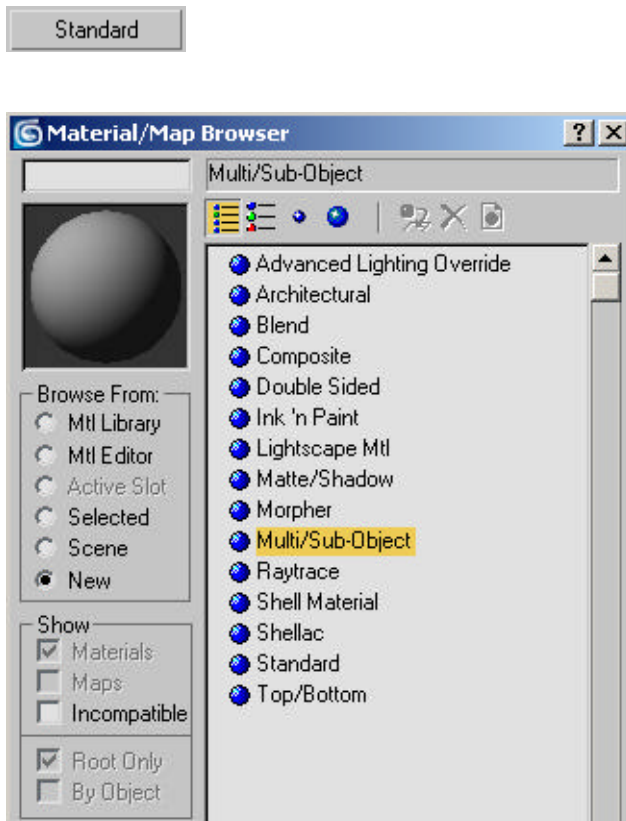 Standard
Material/Map Browser
Multi/Sub-Object
Advanced Lighting Override
Architectural
Blend
Composite
Double Sided
Ink 'n Paint
Lightscape Mtl
Matte/Shadow
Morpher
Multi/Sub-Object
Raytrace
Shell Material
Shellac
Standard
Top/Bottom
Browse From:
Mtl Library
Mtl Editor
Active Slot
Selected
Scene
New
Show
Materials
Maps
Incompatible
Root Only
By Object